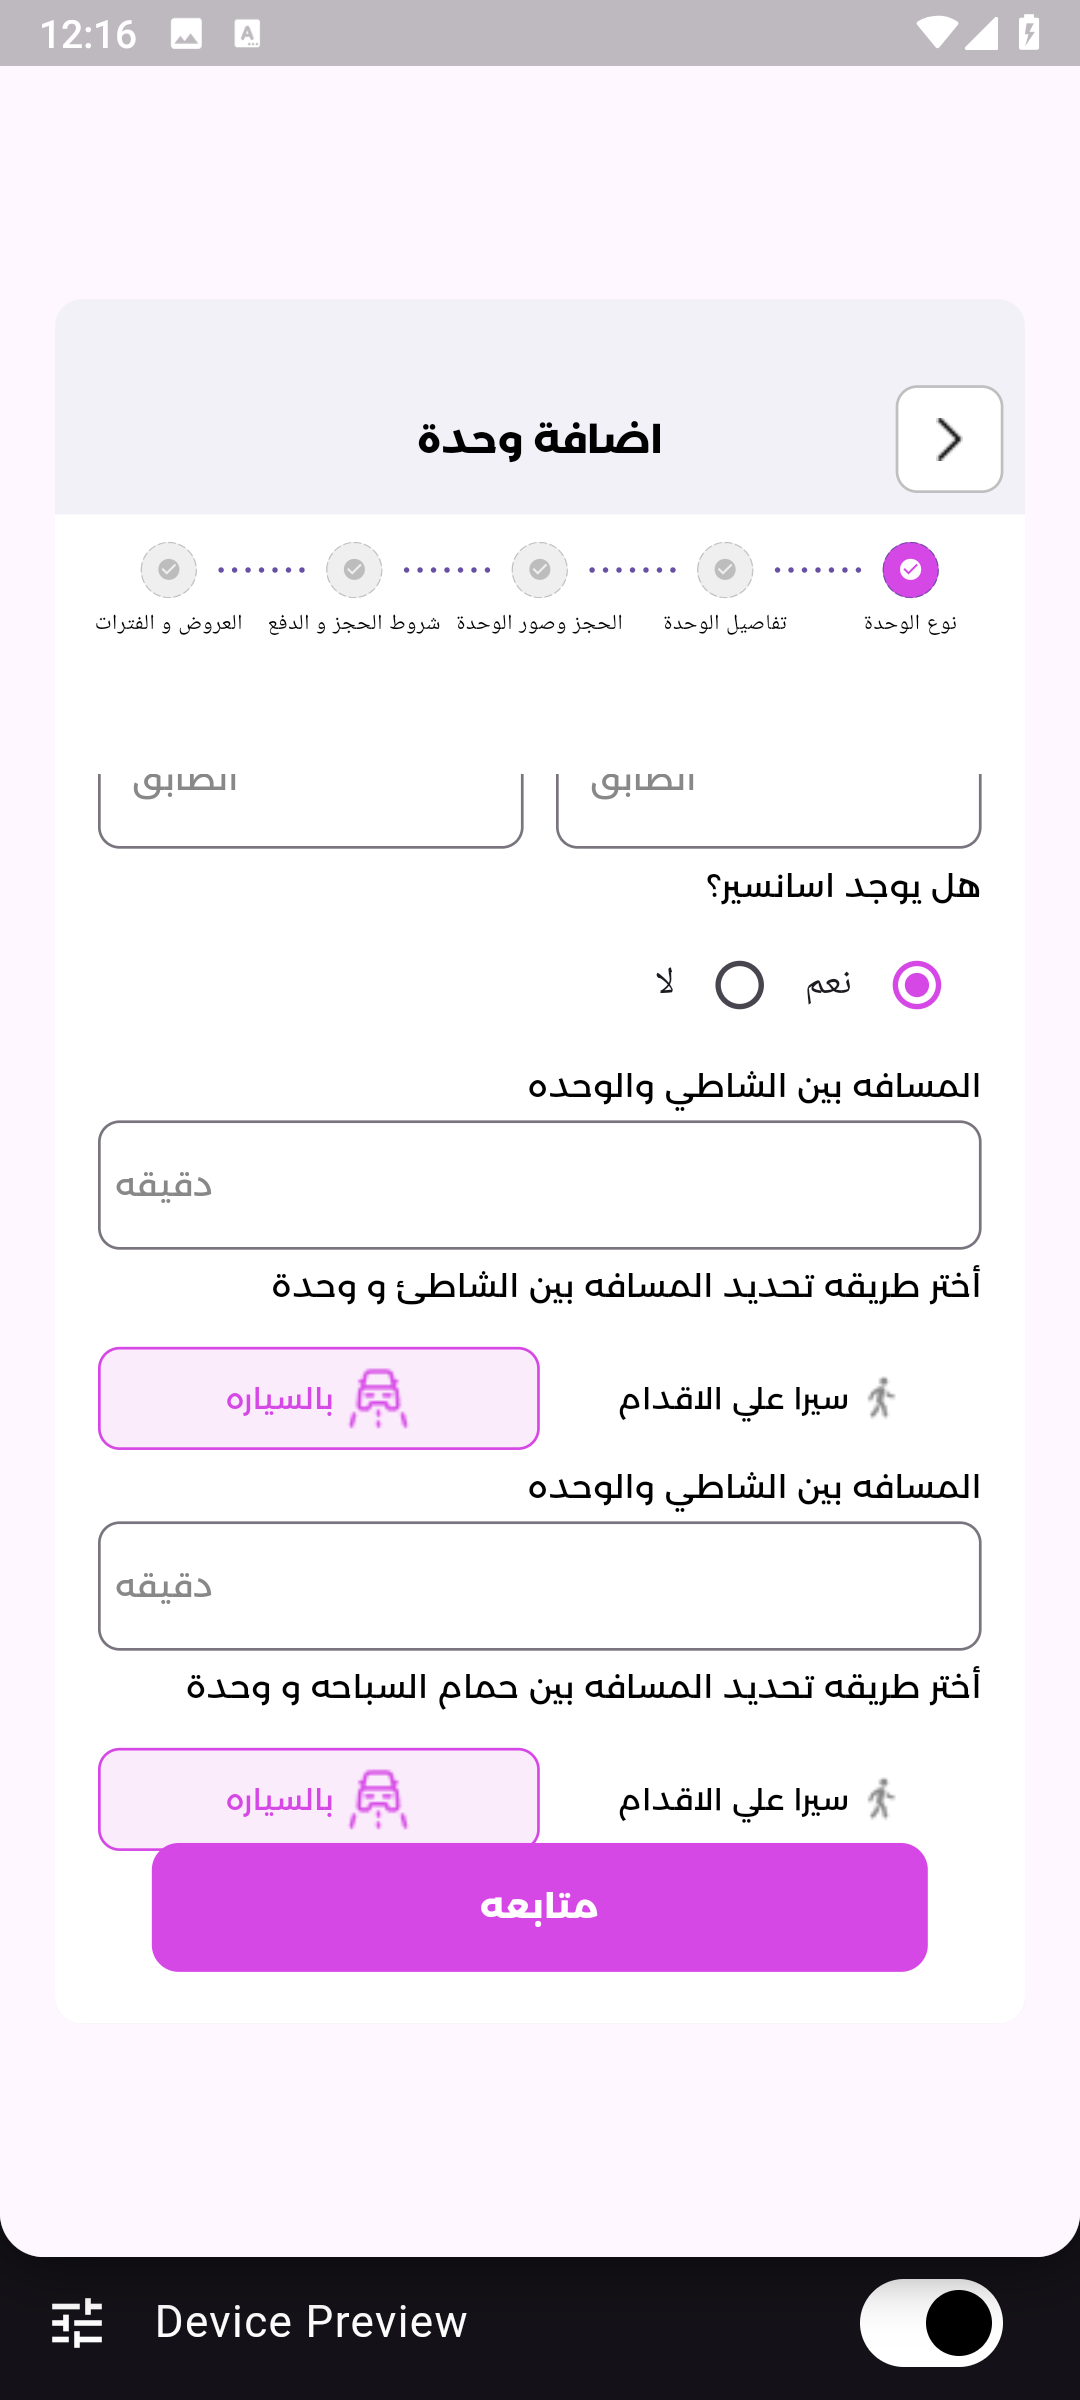 12:16
اضافة وحدة
نوع الوحدة تفاصيل الوحدة الحجز وصور الوحدة شروط الحجز و الدفع العروض و الفترات
الطابق الطابق
هل يوجد اسانسير؟
نعم لا
المسافه بين الشاطي والوحده
دقيقه
أختر طريقه تحديد المسافه بين الشاطئ و وحدة
سيرا علي الاقدام بالسياره
المسافه بين الشاطي والوحده
دقيقه
أختر طريقه تحديد المسافه بين حمام السباحه و وحدة
سيرا علي الاقدام بالسياره
متابعه
Device Preview